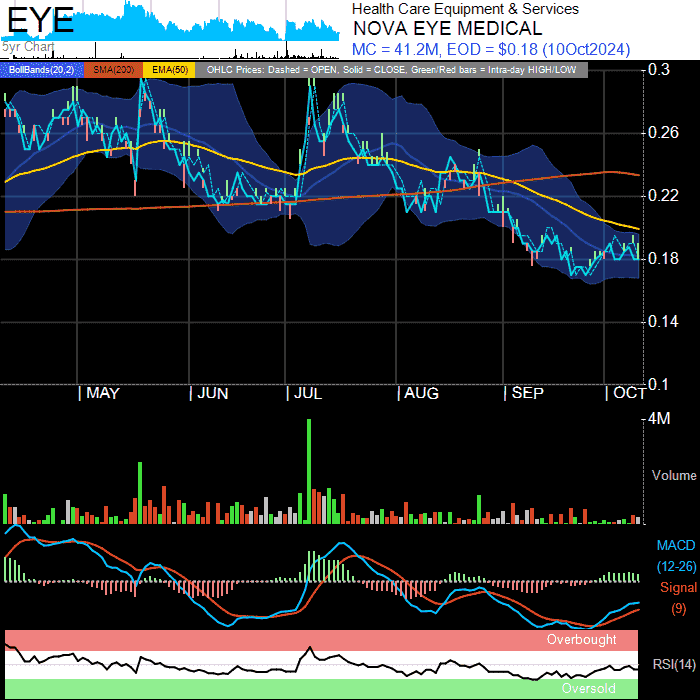 EYE
5yr Chart
Health Care Equipment & Services
NOVA EYE MEDICAL
MC = 41.2M, EOD = $0.18 (10Oct2024)
BollBands(20,2) SMA(200) EMA(50) OHLC Prices: Dashed = OPEN, Solid = CLOSE, Green/Red bars = Intra-day HIGH/LOW
0.3
0.26
0.22
0.18
0.14
0.1
| MAY | JUN | JUL | AUG | SEP | OCT
4M
Volume
MACD
(12-26)
Signal
(9)
Overbought
RSI(14)
Oversold